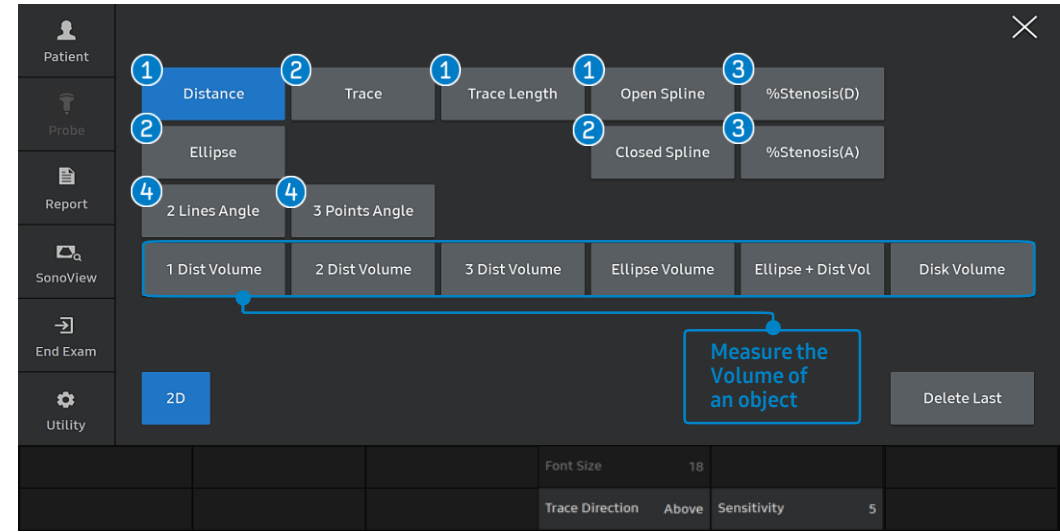 Patient
Probe
Report
SonoView
End Exam
Utility
1 Distance 2 Trace 1 Trace Length 1 Open Spline 3 %Stenosis(D)
2 Ellipse 2 Closed Spline 3 %Stenosis(A)
4 2 Lines Angle 4 3 Points Angle
1 Dist Volume 2 Dist Volume 3 Dist Volume Ellipse Volume Ellipse + Dist Vol Disk Volume
Measure the
Volume of
an object
2D Delete Last
Font Size 18
Trace Direction Above Sensitivity 5